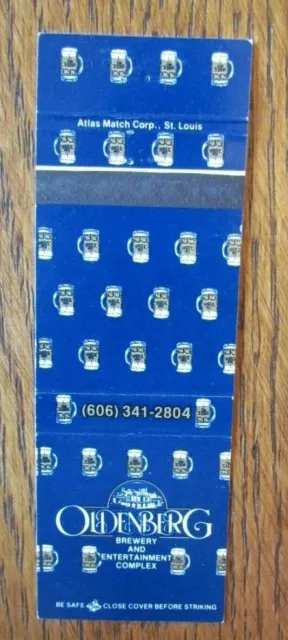 Atlas Match Corp., St. Louis
(606) 341-2804
OLDENBERG
BREWERY
AND
ENTERTAINMENT
COMPLEX
BE SAFE CLOSE COVER BEFORE STRIKING